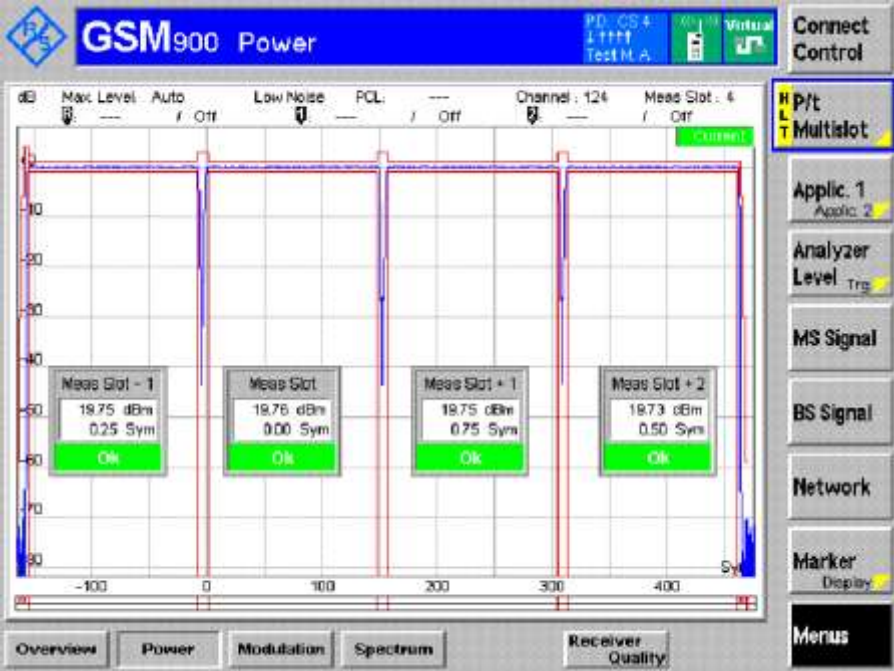 GSM900 Power
PD, CS4
Test M. A.
Virtual
Connect
Control
dB Max. Level: Auto Low Noise PCL: --- Channel: 124 Meas Slot: 4
R: --- / Off 1: --- / Off 2: --- / Off
HLT
P/t
Multislot
Current
-10
-20
-30
-40
-50
-60
-70
-80
Meas Slot - 1
19.75 dBm
0.25 Sym
Ok
Meas Slot
19.76 dBm
0.00 Sym
Ok
Meas Slot + 1
19.75 dBm
0.75 Sym
Ok
Meas Slot + 2
19.73 dBm
0.50 Sym
Ok
-100 0 100 200 300 400
Applic. 1
Applic. 2
Analyzer
Level Trg
MS Signal
BS Signal
Network
Marker
Display
Menus
Overview Power Modulation Spectrum Receiver
Quality